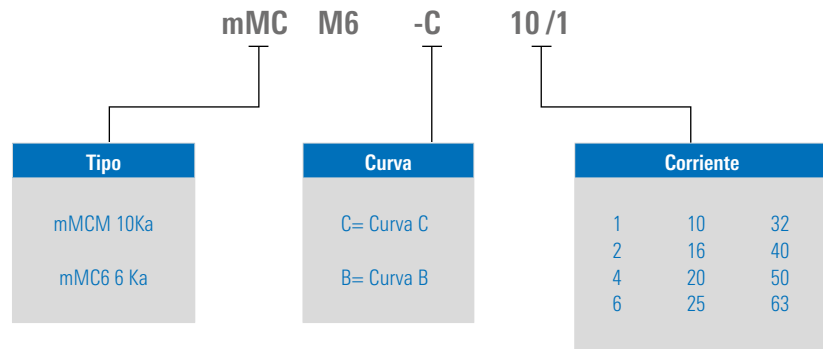 mMC M6 -C 10 /1
Tipo
mMCM 10Ka
mMC6 6 Ka
Curva
C= Curva C
B= Curva B
Corriente
1 10 32
2 16 40
4 20 50
6 25 63